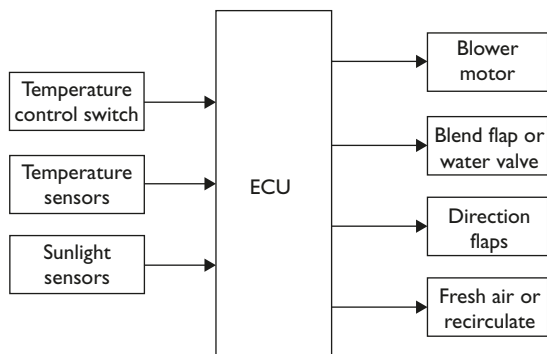 Temperature
control switch
Temperature
sensors
Sunlight
sensors
ECU
Blower
motor
Blend flap or
water valve
Direction
flaps
Fresh air or
recirculate